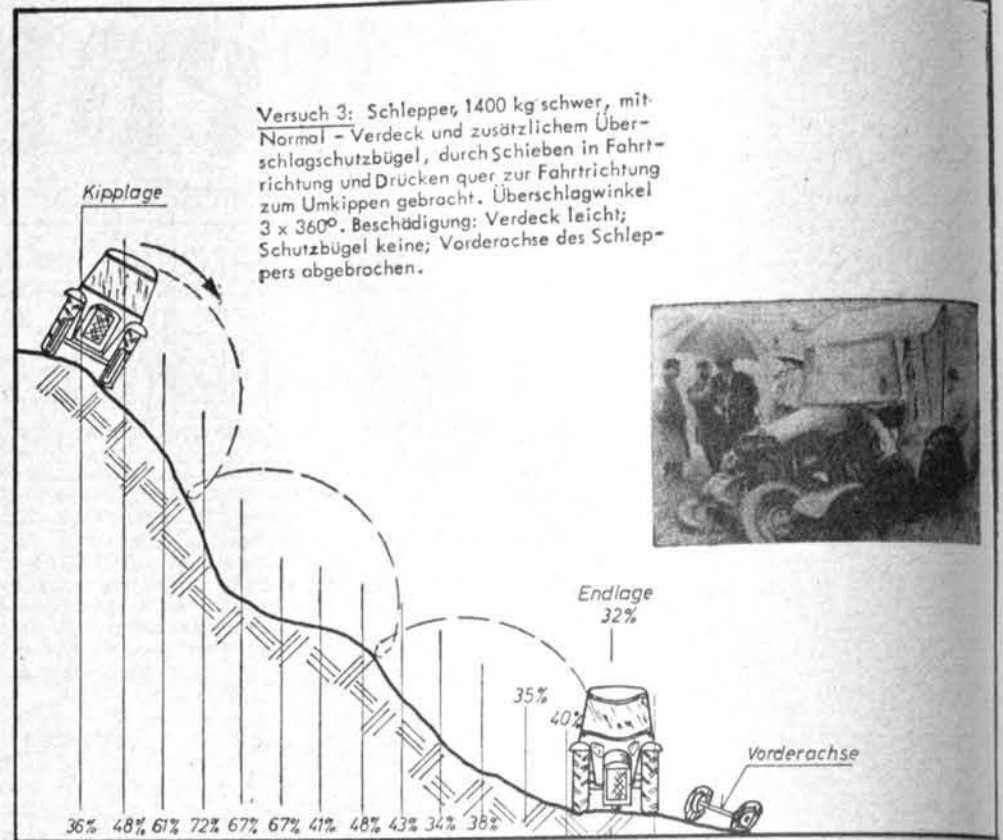 Versuch 3: Schlepper, 1400 kg schwer, mit
Normal - Verdeck und zusätzlichem Über-
schlagschutzbügel, durch Schieben in Fahrt-
richtung und Drücken quer zur Fahrtrichtung
zum Umkippen gebracht. Überschlagwinkel
3 x 360°. Beschädigung: Verdeck leicht;
Schutzbügel keine; Vorderachse des Schlep-
pers abgebrochen.
Kipplage
Endlage
32%
35%
40%
Vorderachse
36% 48% 61% 72% 67% 67% 41% 48% 43% 34% 38%